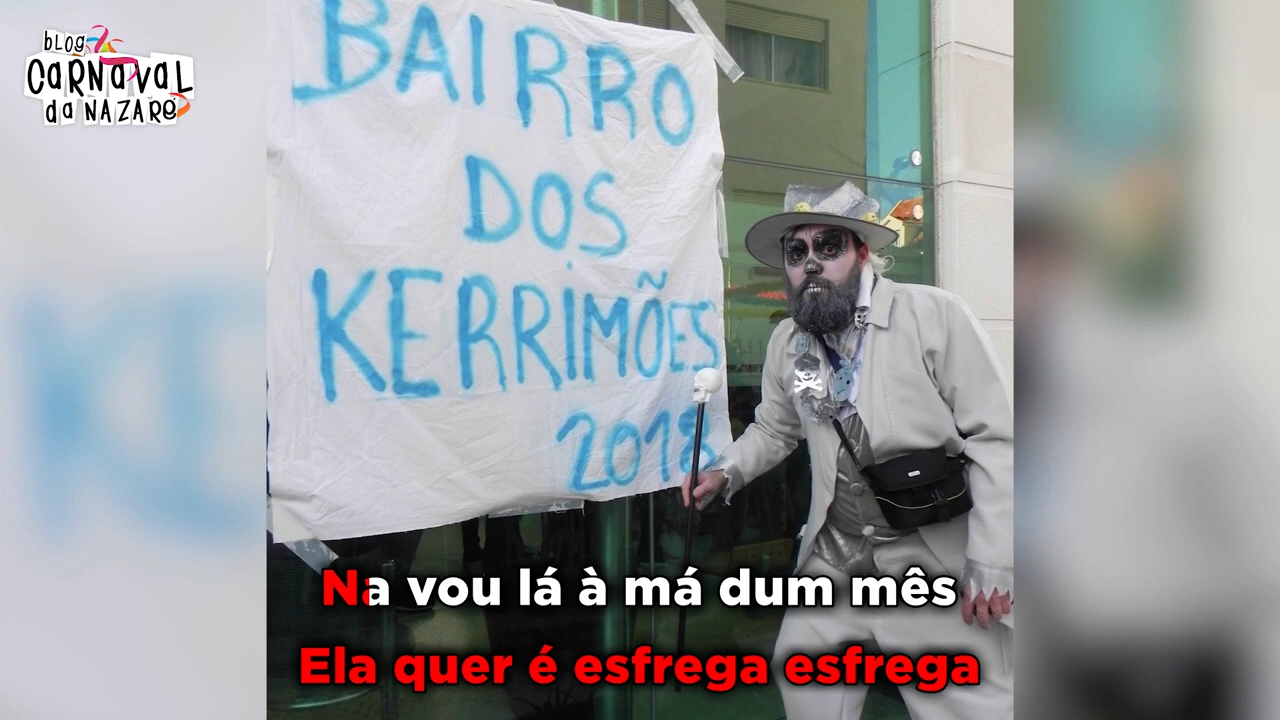 BLOG
CARNAVAL
da NAZARÉ
BAIRRO
DOS
KERRIMÕES
2018
Na vou lá à má dum mês
Ela quer é esfrega esfrega